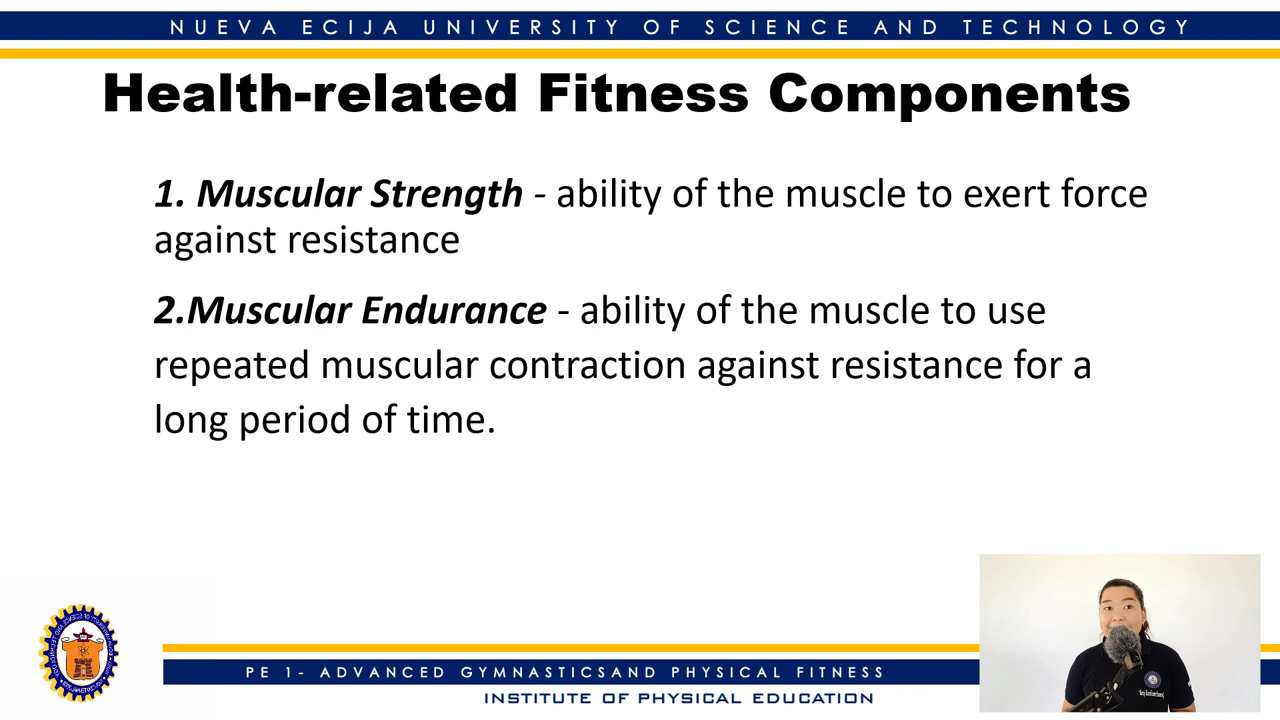 NUEVA ECIJA UNIVERSITY OF SCIENCE AND TECHNOLOGY
Health-related Fitness Components
1. Muscular Strength - ability of the muscle to exert force
against resistance
2.Muscular Endurance - ability of the muscle to use
repeated muscular contraction against resistance for a
long period of time.
PE 1- ADVANCED GYMNASTICSAND PHYSICAL FITNESS
INSTITUTE OF PHYSICAL EDUCATION